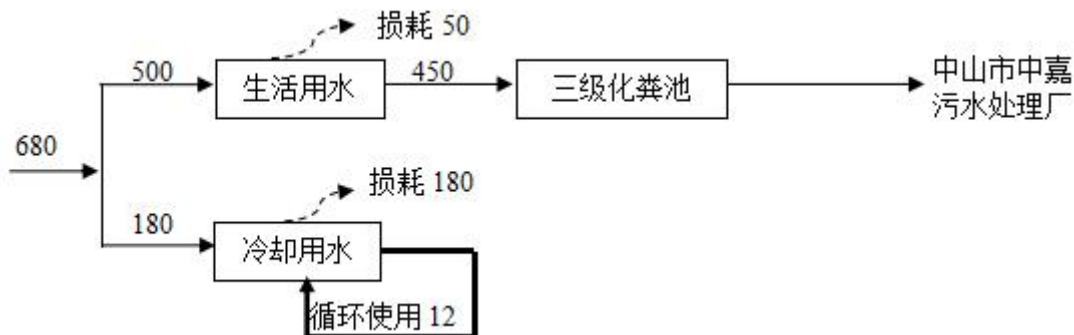 损耗 50
500
生活用水
450
三级化粪池
中山市中嘉
污水处理厂
680
损耗 180
180
冷却用水
循环使用 12